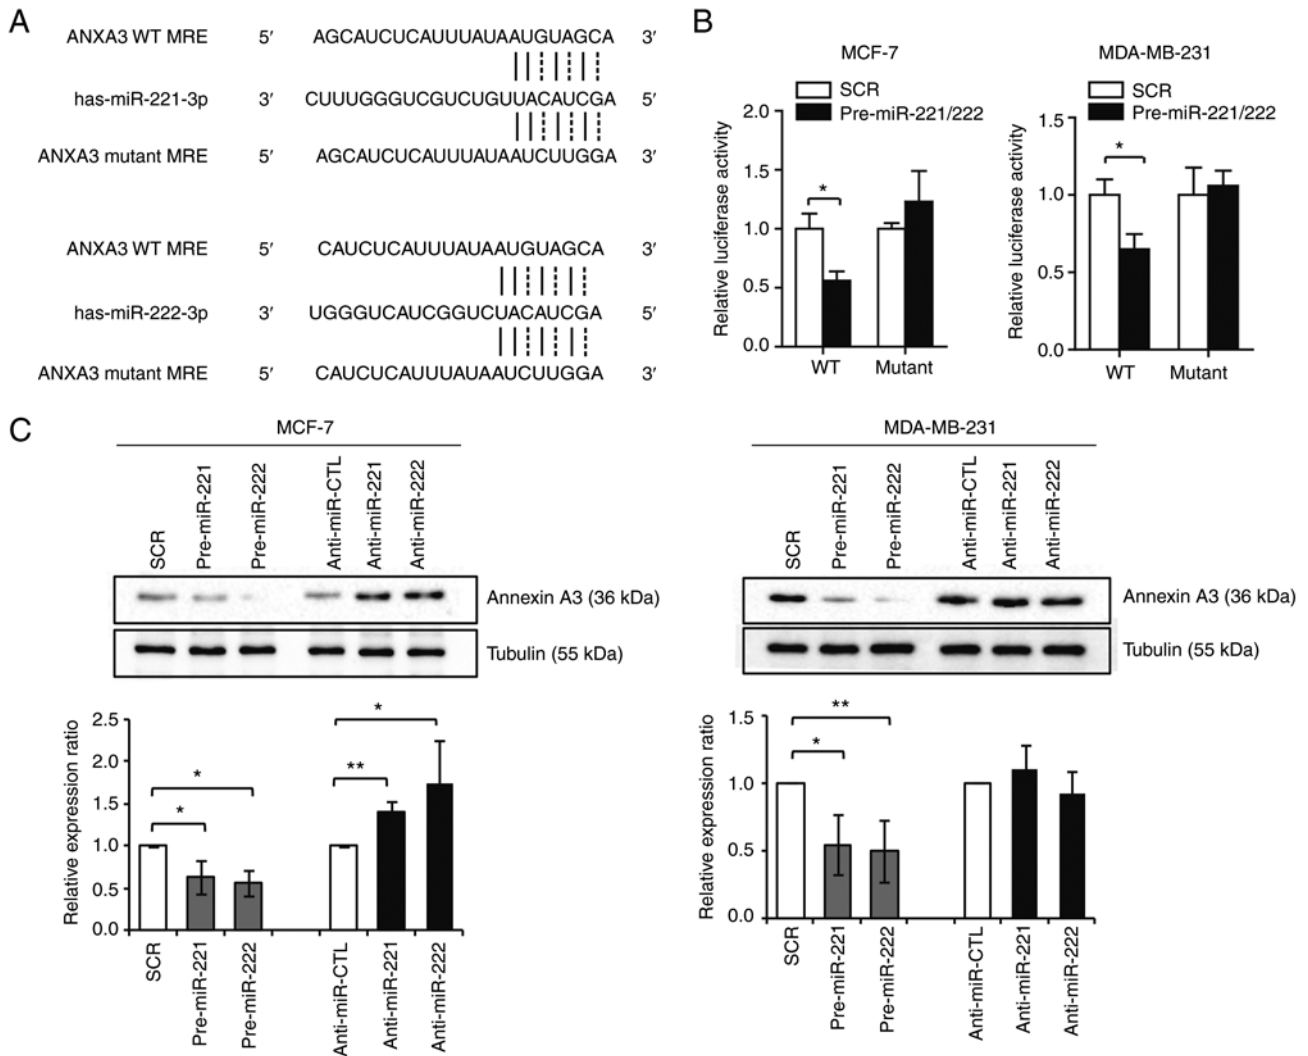 A
ANXA3 WT MRE 5′ AGCAUCUCAUUUAUAAUGUAGCA 3′
has-miR-221-3p 3′ CUUUGGGUCGUCUGUUACAUCGA 5′
ANXA3 mutant MRE 5′ AGCAUCUCAUUUAUAAUCUUGGA 3′
ANXA3 WT MRE 5′ CAUCUCAUUUAUAAUGUAGCA 3′
has-miR-222-3p 3′ UGGGUCAUCGGUCUACAUCGA 5′
ANXA3 mutant MRE 5′ CAUCUCAUUUAUAAUCUUGGA 3′
B
MCF-7
SCR
Pre-miR-221/222
Relative luciferase activity
2.0
1.5
1.0
0.5
0.0
*
WT Mutant
MDA-MB-231
SCR
Pre-miR-221/222
Relative luciferase activity
1.5
1.0
0.5
0.0
*
WT Mutant
C
MCF-7
SCR
Pre-miR-221
Pre-miR-222
Anti-miR-CTL
Anti-miR-221
Anti-miR-222
Annexin A3 (36 kDa)
Tubulin (55 kDa)
Relative expression ratio
2.5
2.0
1.5
1.0
0.5
0.0
*
*
**
*
SCR
Pre-miR-221
Pre-miR-222
Anti-miR-CTL
Anti-miR-221
Anti-miR-222
MDA-MB-231
SCR
Pre-miR-221
Pre-miR-222
Anti-miR-CTL
Anti-miR-221
Anti-miR-222
Annexin A3 (36 kDa)
Tubulin (55 kDa)
Relative expression ratio
1.5
1.0
0.5
0.0
**
*
SCR
Pre-miR-221
Pre-miR-222
Anti-miR-CTL
Anti-miR-221
Anti-miR-222